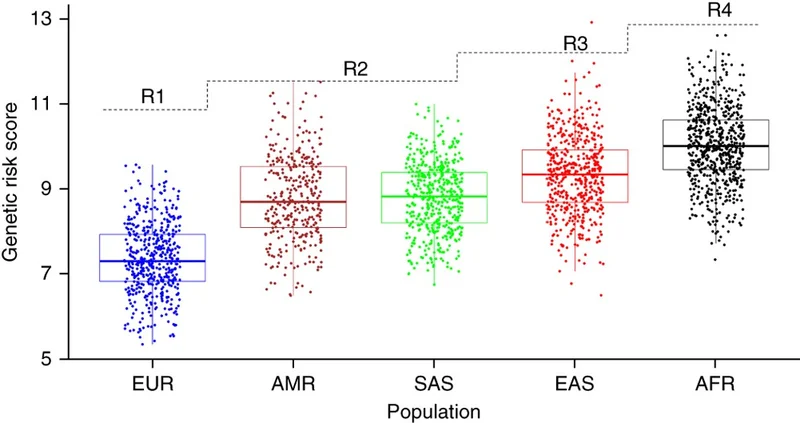 13
R4
R3
R2
R1
11
9
7
5
Genetic risk score
EUR AMR SAS EAS AFR
Population